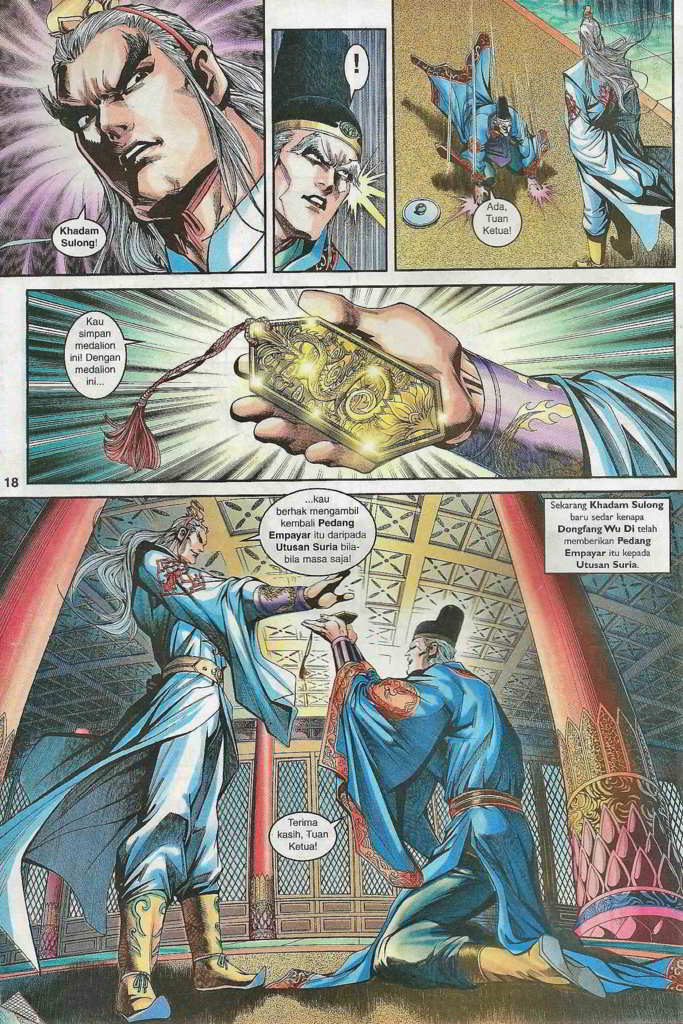 Khadam
Sulong!
!
Ada,
Tuan
Ketua!
Kau
simpan
medalion
ini! Dengan
medalion
ini...
18
...kau
berhak mengambil
kembali Pedang
Empayar itu daripada
Utusan Suria bila-
bila masa saja!
Sekarang Khadam Sulong
baru sedar kenapa
Dongfang Wu Di telah
memberikan Pedang
Empayar itu kepada
Utusan Suria.
Terima
kasih, Tuan
Ketua!